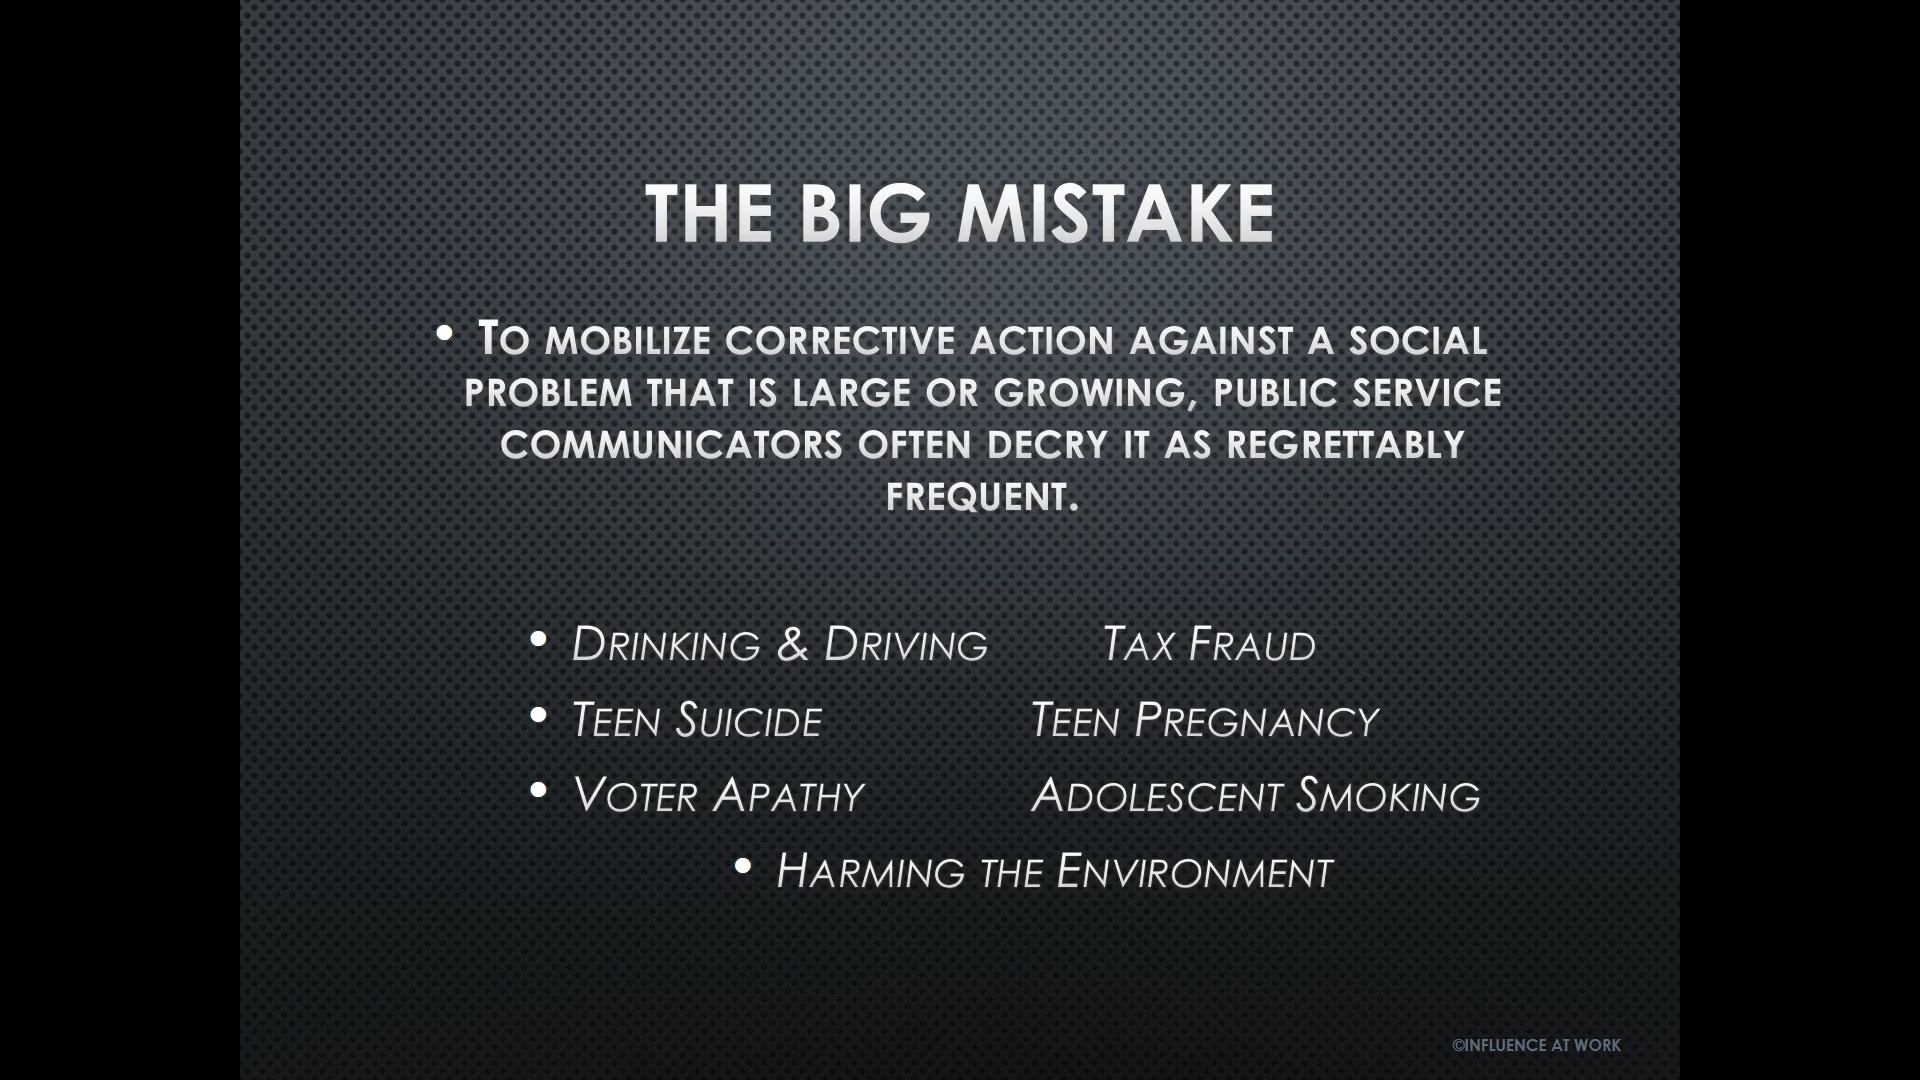 THE BIG MISTAKE
• TO MOBILIZE CORRECTIVE ACTION AGAINST A SOCIAL
PROBLEM THAT IS LARGE OR GROWING, PUBLIC SERVICE
COMMUNICATORS OFTEN DECRY IT AS REGRETTABLY
FREQUENT.
• DRINKING & DRIVING TAX FRAUD
• TEEN SUICIDE TEEN PREGNANCY
• VOTER APATHY ADOLESCENT SMOKING
• HARMING THE ENVIRONMENT
©INFLUENCE AT WORK